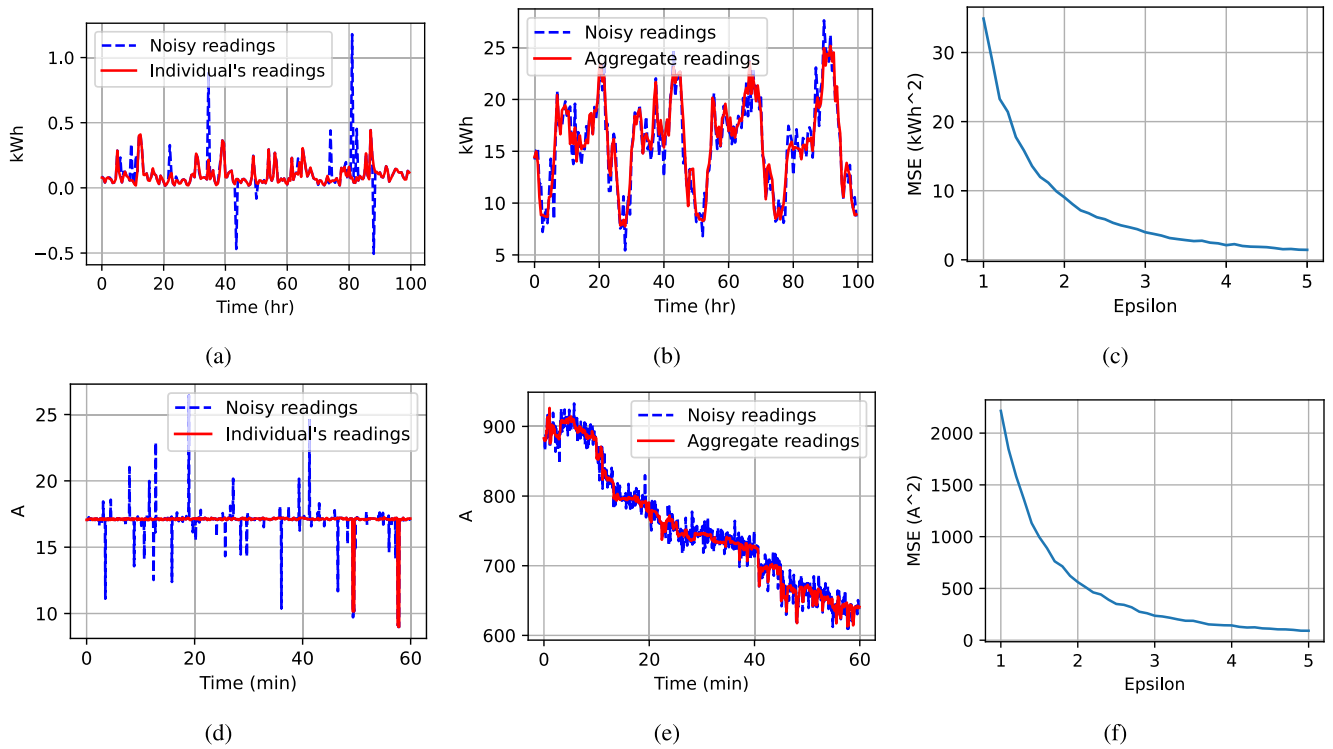 Noisy readings
Individual's readings
1.0
0.5
0.0
−0.5
kWh
0
20
40
60
80
100
Time (hr)
(a)
Noisy readings
Aggregate readings
25
20
15
10
5
kWh
0
20
40
60
80
100
Time (hr)
(b)
30
20
10
0
MSE (kWh^2)
1
2
3
4
5
Epsilon
(c)
Noisy readings
Individual's readings
25
20
15
10
A
0
20
40
60
Time (min)
(d)
Noisy readings
Aggregate readings
900
800
700
600
A
0
20
40
60
Time (min)
(e)
2000
1500
1000
500
0
MSE (A^2)
1
2
3
4
5
Epsilon
(f)